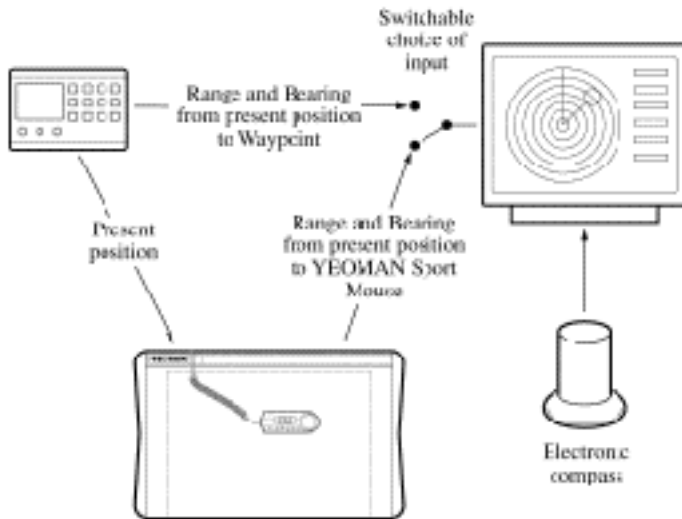 Switchable
choice of
input
Range and Bearing
from present position
to Waypoint
Present
position
Range and Bearing
from present position
to YEOMAN Sport
Mouse
Electronic
compass